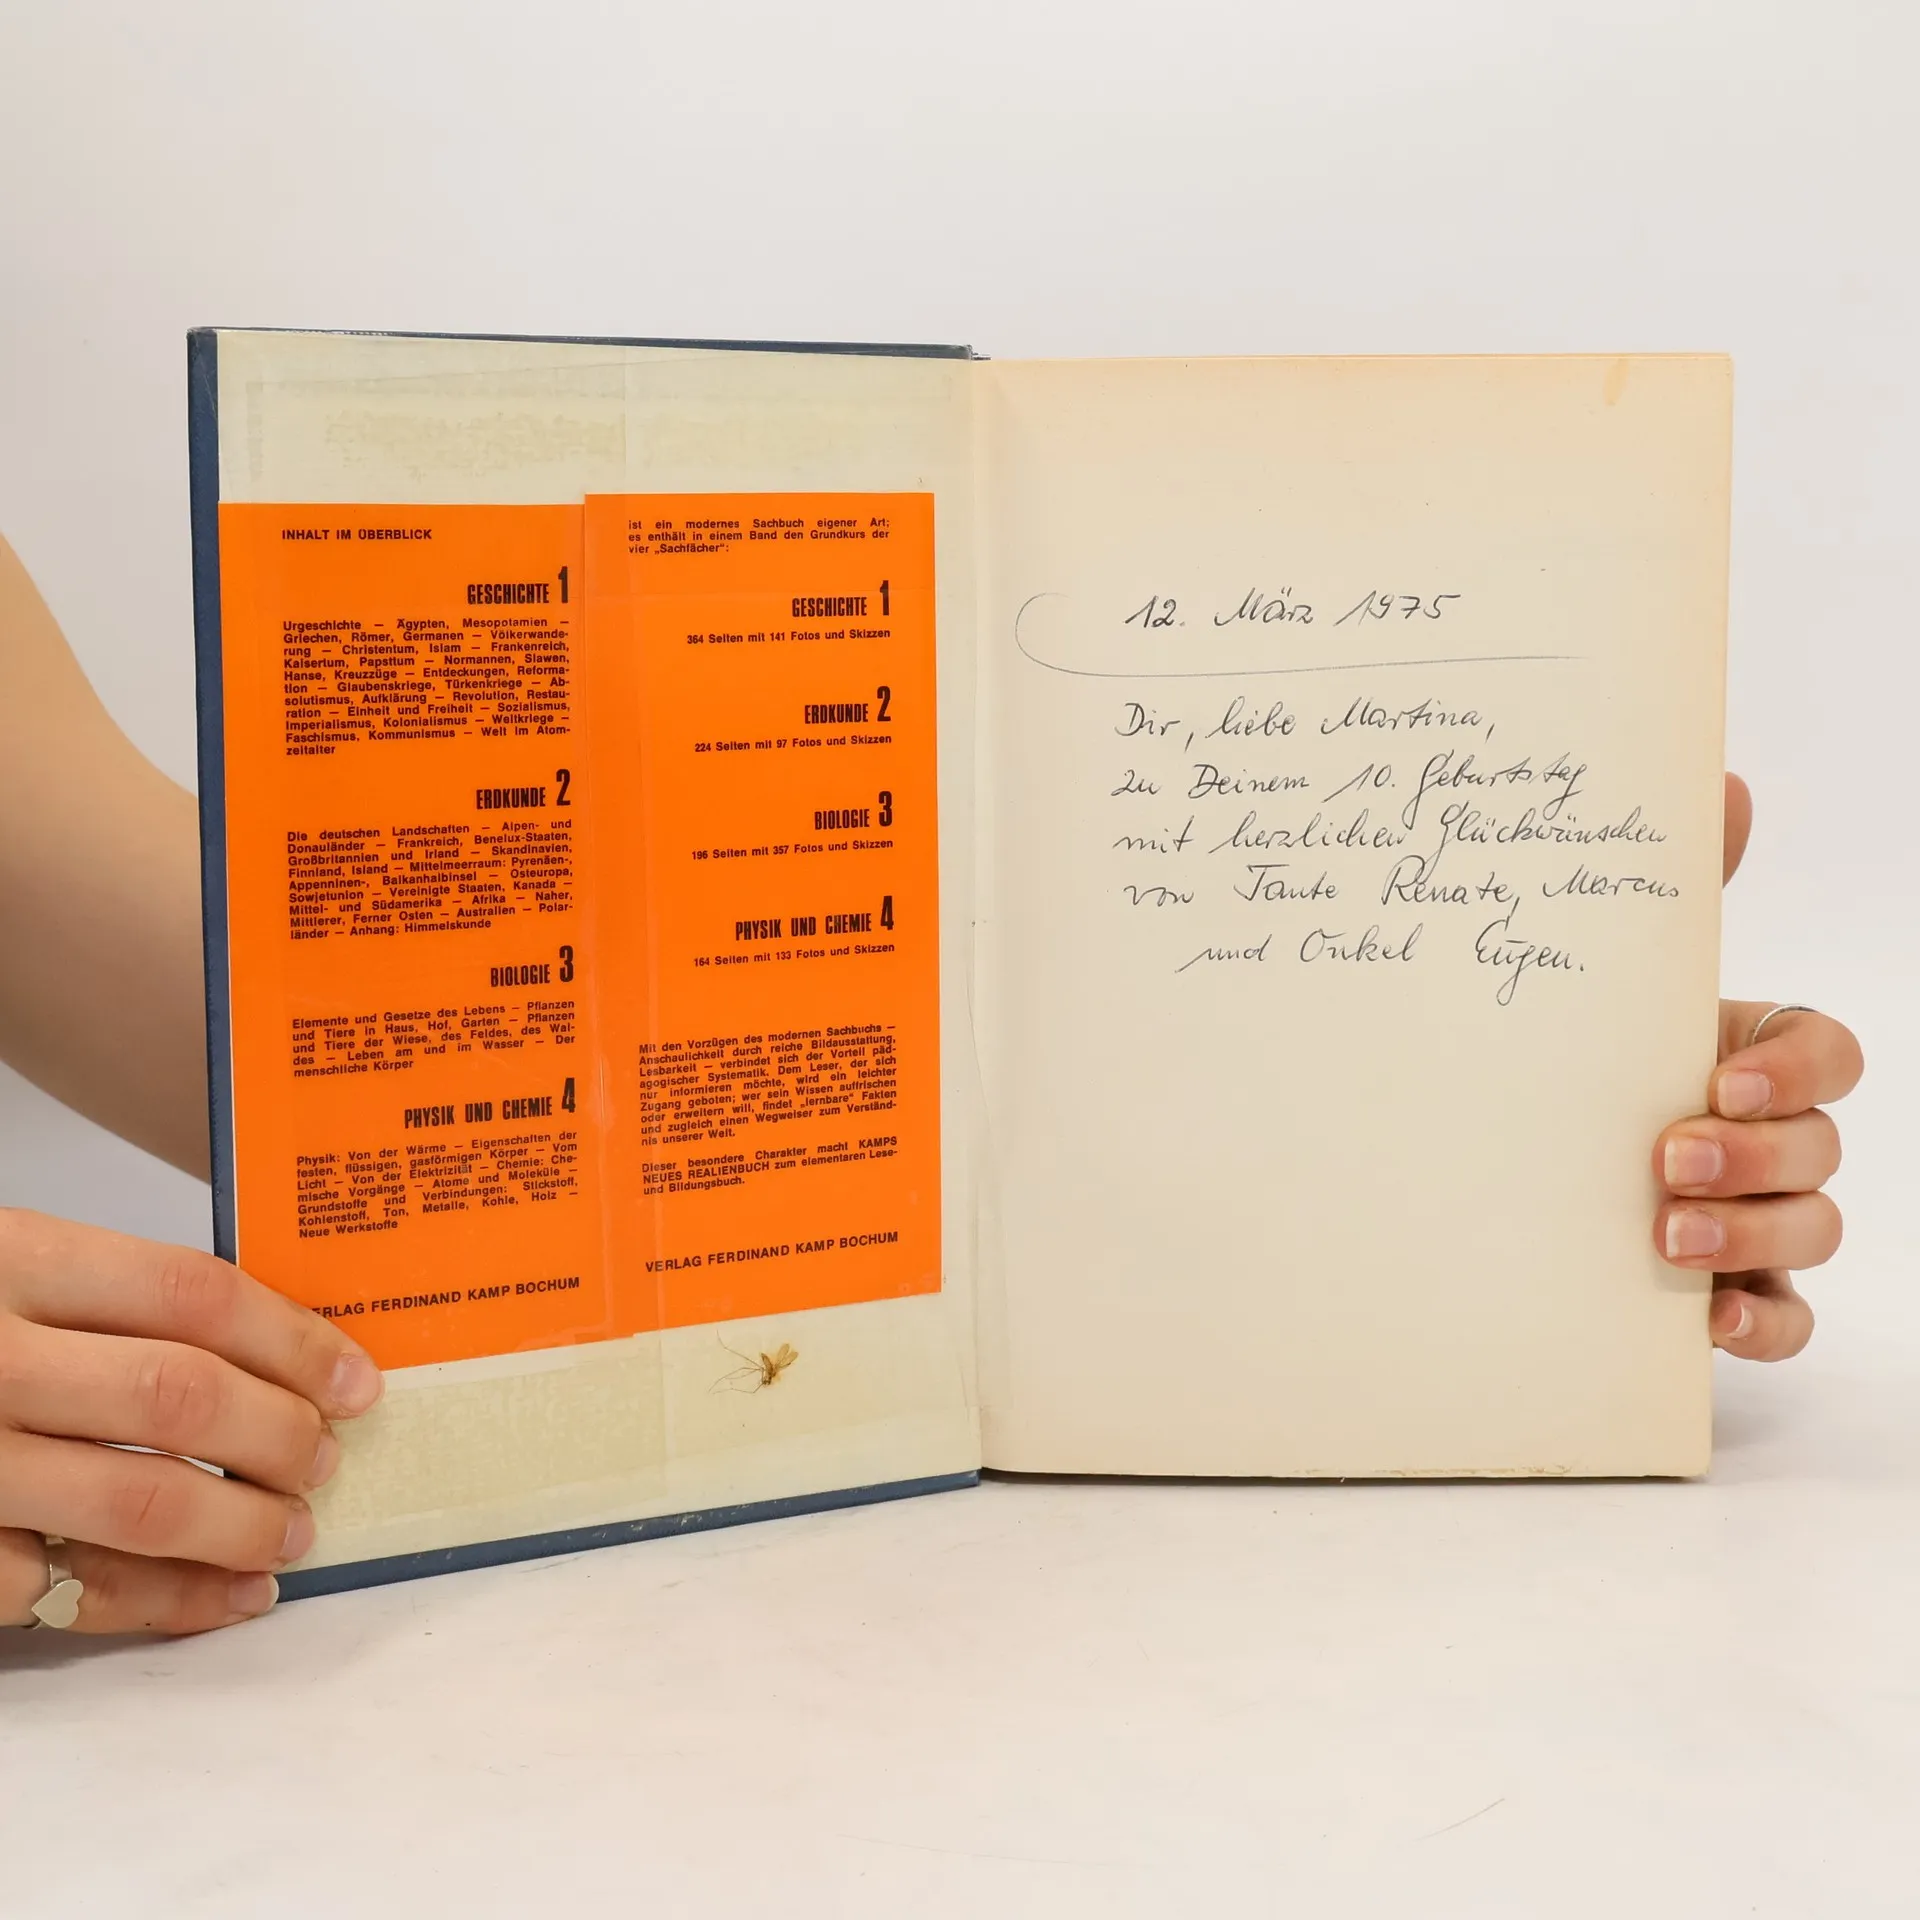 INHALT IM ÜBERBLICK
GESCHICHTE 1
Urgeschichte — Ägypten, Mesopotamien —
Griechen, Römer, Germanen — Völkerwande-
rung — Christentum, Islam — Frankenreich,
Kaisertum, Papsttum — Normannen, Slawen,
Hanse, Kreuzzüge — Entdeckungen, Reforma-
tion — Glaubenskriege, Türkenkriege — Ab-
solutismus, Aufklärung — Revolution, Restau-
ration — Einheit und Freiheit — Sozialismus,
Imperialismus, Kolonialismus — Weltkriege —
Faschismus, Kommunismus — Welt im Atom-
zeitalter
ERDKUNDE 2
Die deutschen Landschaften — Alpen- und
Donauländer — Frankreich, Benelux-Staaten,
Großbritannien und Irland — Skandinavien,
Finnland, Island — Mittelmeerraum: Pyrenäen-,
Appenninen-, Balkanhalbinsel — Osteuropa,
Sowjetunion — Vereinigte Staaten, Kanada —
Mittel- und Südamerika — Afrika — Naher,
Mittlerer, Ferner Osten — Australien — Polar-
länder — Anhang: Himmelskunde
BIOLOGIE 3
Elemente und Gesetze des Lebens — Pflanzen
und Tiere in Haus, Hof, Garten — Pflanzen
und Tiere der Wiese, des Feldes, des Wal-
des — Leben am und im Wasser — Der
menschliche Körper
PHYSIK UND CHEMIE 4
Physik: Von der Wärme — Eigenschaften der
festen, flüssigen, gasförmigen Körper — Vom
Licht — Von der Elektrizität — Chemie: Che-
mische Vorgänge — Atome und Moleküle —
Grundstoffe und Verbindungen: Stickstoff,
Kohlenstoff, Ton, Metalle, Kohle, Holz —
Neue Werkstoffe
ERLAG FERDINAND KAMP BOCHUM
ist ein modernes Sachbuch eigener Art;
es enthält in einem Band den Grundkurs der
vier „Sachfächer“:
GESCHICHTE 1
364 Seiten mit 141 Fotos und Skizzen
ERDKUNDE 2
224 Seiten mit 97 Fotos und Skizzen
BIOLOGIE 3
196 Seiten mit 357 Fotos und Skizzen
PHYSIK UND CHEMIE 4
164 Seiten mit 133 Fotos und Skizzen
Mit den Vorzügen des modernen Sachbuchs —
Anschaulichkeit durch reiche Bildausstattung,
Lesbarkeit — verbindet sich der Vorteil päd-
agogischer Systematik. Dem Leser, der sich
nur informieren möchte, wird ein leichter
Zugang geboten; wer sein Wissen auffrischen
oder erweitern will, findet „lernbare“ Fakten
und zugleich einen Wegweiser zum Verständ-
nis unserer Welt.
Dieser besondere Charakter macht KAMPS
NEUES REALIENBUCH zum elementaren Lese-
und Bildungsbuch.
VERLAG FERDINAND KAMP BOCHUM
12. März 1975
Dir, liebe Martina,
zu Deinem 10. Geburtstag
mit herzlichen Glückwünschen
von Tante Renate, Marcus
und Onkel Eugen.